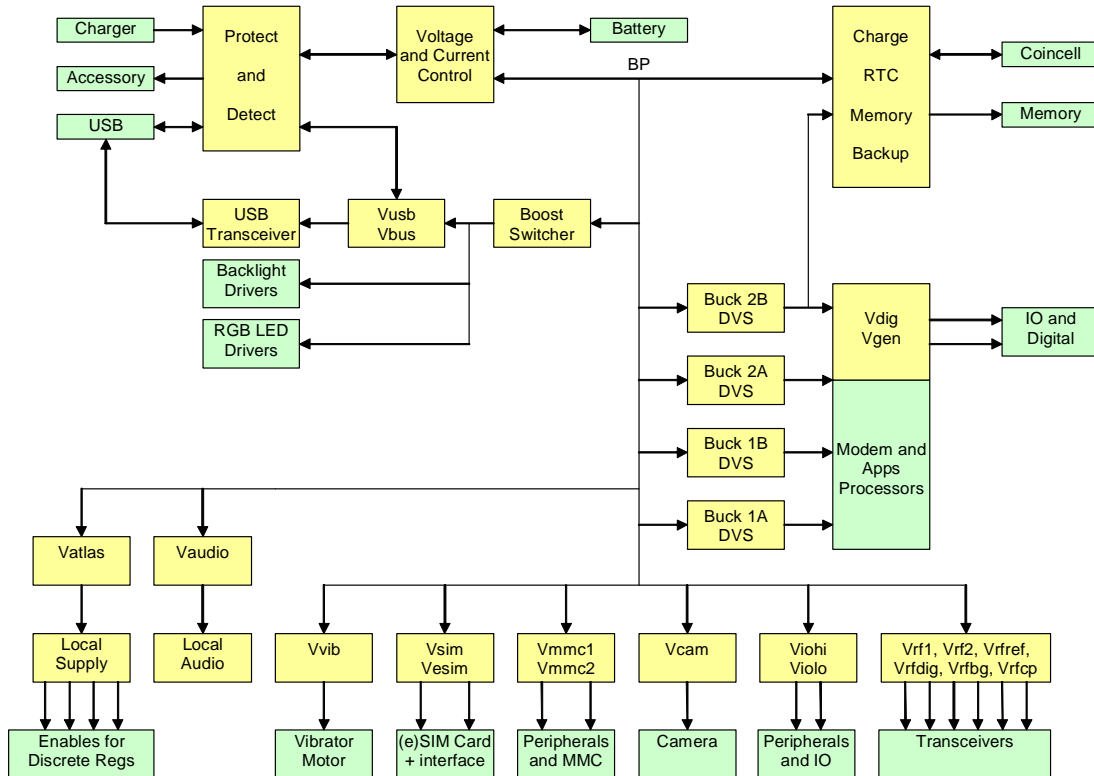 Charger
Accessory
USB
Protect
and
Detect
Voltage
and Current
Control
Battery
BP
Charge
RTC
Memory
Backup
Coincell
Memory
USB
Transceiver
Vusb
Vbus
Boost
Switcher
Backlight
Drivers
RGB LED
Drivers
Buck 2B
DVS
Buck 2A
DVS
Buck 1B
DVS
Buck 1A
DVS
Vdig
Vgen
IO and
Digital
Modem and
Apps
Processors
Vatlas
Vaudio
Local
Supply
Local
Audio
Vvib
Vsim
Vesim
Vmmc1
Vmmc2
Vcam
Viohi
Violo
Vrf1, Vrf2, Vrfref,
Vrfdig, Vrfbg, Vrfcp
Enables for
Discrete Regs
Vibrator
Motor
(e)SIM Card
+ interface
Peripherals
and MMC
Camera
Peripherals
and IO
Transceivers